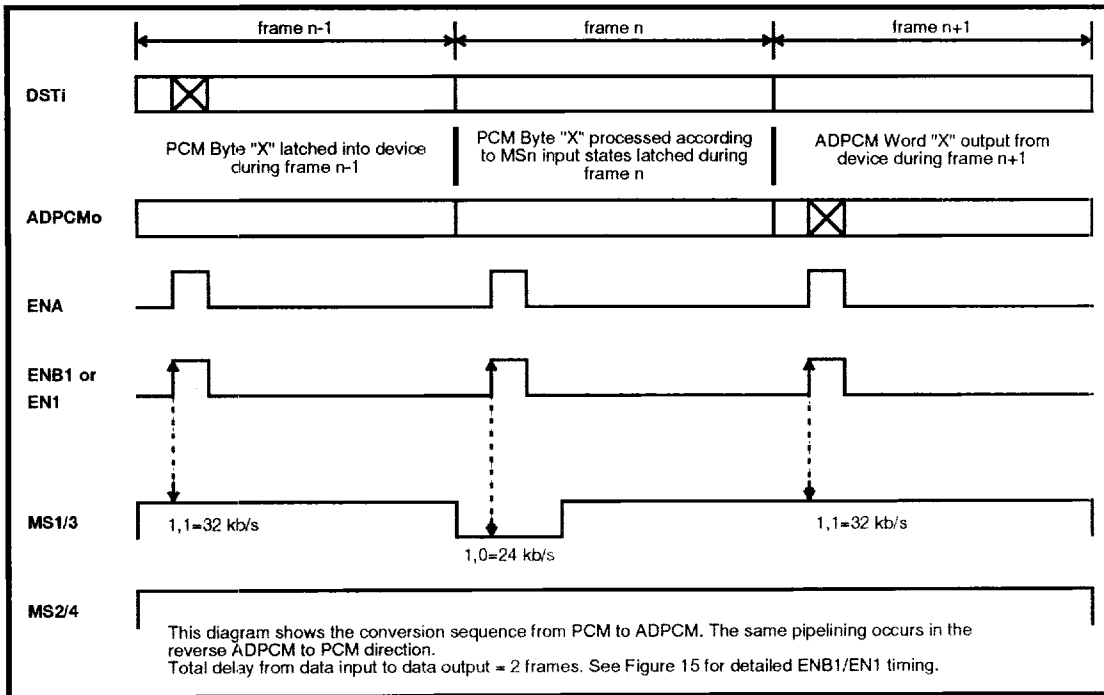 frame n-1 frame n frame n+1
DSTi
PCM Byte "X" latched into device
during frame n-1
PCM Byte "X" processed according
to MSn input states latched during
frame n
ADPCM Word "X" output from
device during frame n+1
ADPCMo
ENA
ENB1 or
EN1
MS1/3
1,1=32 kb/s
1,0=24 kb/s
1,1=32 kb/s
MS2/4
This diagram shows the conversion sequence from PCM to ADPCM. The same pipelining occurs in the
reverse ADPCM to PCM direction.
Total delay from data input to data output = 2 frames. See Figure 15 for detailed ENB1/EN1 timing.